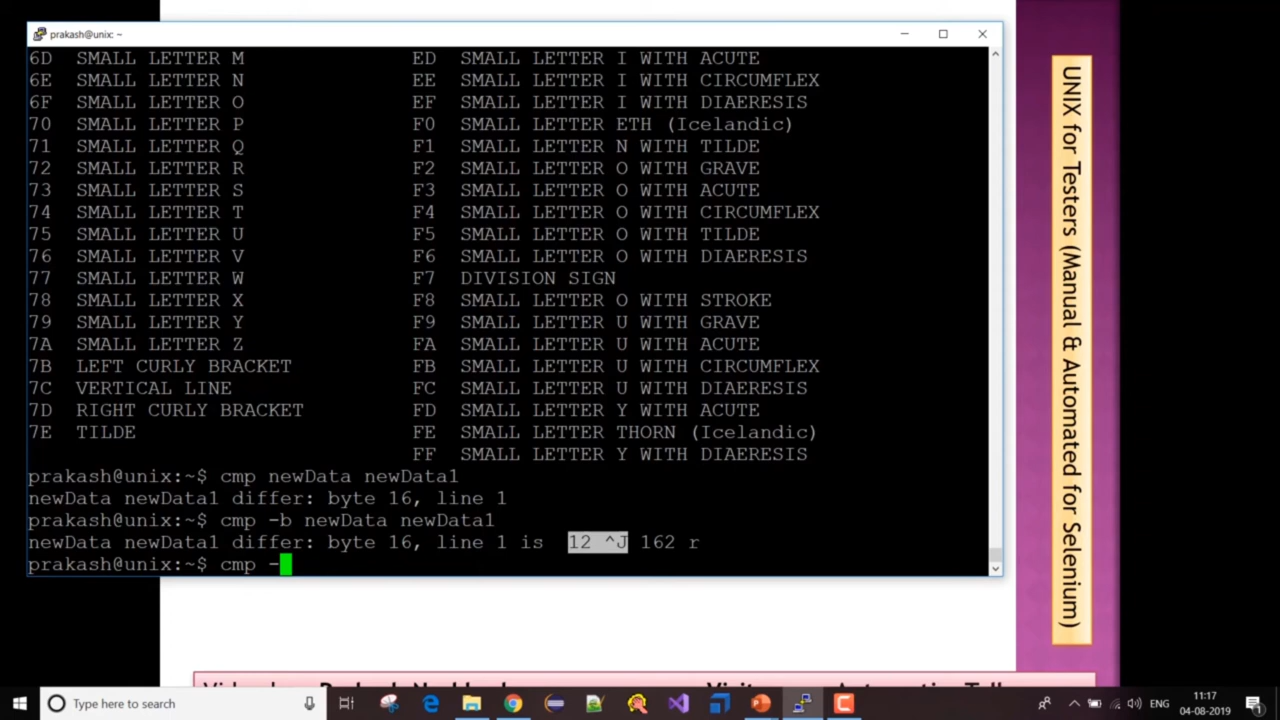 prakash@unix: ~
6D SMALL LETTER M ED SMALL LETTER I WITH ACUTE
6E SMALL LETTER N EE SMALL LETTER I WITH CIRCUMFLEX
6F SMALL LETTER O EF SMALL LETTER I WITH DIAERESIS
70 SMALL LETTER P F0 SMALL LETTER ETH (Icelandic)
71 SMALL LETTER Q F1 SMALL LETTER N WITH TILDE
72 SMALL LETTER R F2 SMALL LETTER O WITH GRAVE
73 SMALL LETTER S F3 SMALL LETTER O WITH ACUTE
74 SMALL LETTER T F4 SMALL LETTER O WITH CIRCUMFLEX
75 SMALL LETTER U F5 SMALL LETTER O WITH TILDE
76 SMALL LETTER V F6 SMALL LETTER O WITH DIAERESIS
77 SMALL LETTER W F7 DIVISION SIGN
78 SMALL LETTER X F8 SMALL LETTER O WITH STROKE
79 SMALL LETTER Y F9 SMALL LETTER U WITH GRAVE
7A SMALL LETTER Z FA SMALL LETTER U WITH ACUTE
7B LEFT CURLY BRACKET FB SMALL LETTER U WITH CIRCUMFLEX
7C VERTICAL LINE FC SMALL LETTER U WITH DIAERESIS
7D RIGHT CURLY BRACKET FD SMALL LETTER Y WITH ACUTE
7E TILDE FE SMALL LETTER THORN (Icelandic)
FF SMALL LETTER Y WITH DIAERESIS
prakash@unix:~$ cmp newData newData1
newData newData1 differ: byte 16, line 1
prakash@unix:~$ cmp -b newData newData1
newData newData1 differ: byte 16, line 1 is 12 ^J 162 r
prakash@unix:~$ cmp -
UNIX for Testers (Manual & Automated for Selenium)
Type here to search
ENG
11:17
04-08-2019